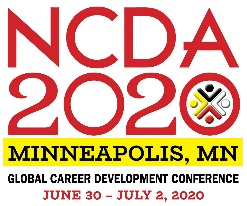 NCDA
2020
MINNEAPOLIS, MN
GLOBAL CAREER DEVELOPMENT CONFERENCE
JUNE 30 – JULY 2, 2020